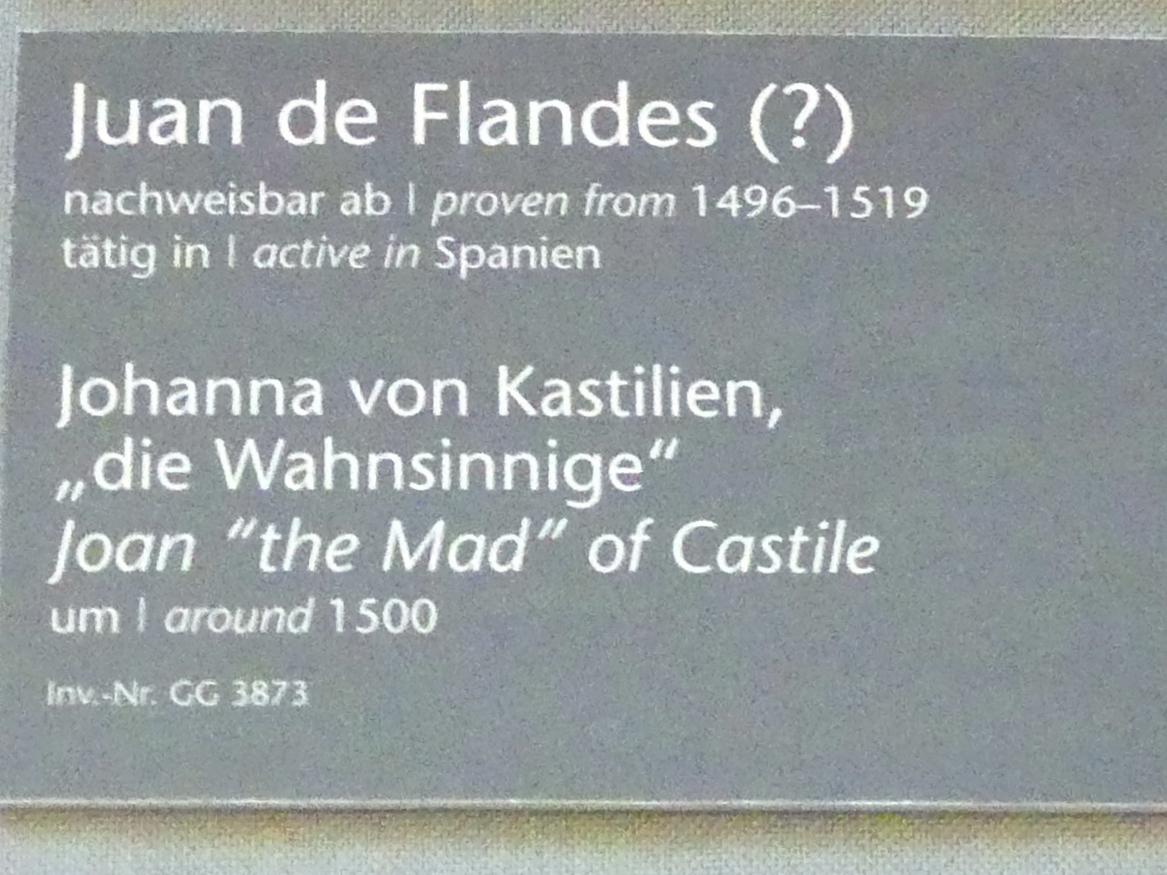 Juan de Flandes (?)
nachweisbar ab | proven from 1496–1519
tätig in | active in Spanien
Johanna von Kastilien,
„die Wahnsinnige“
Joan "the Mad" of Castile
um | around 1500
Inv.-Nr. GG 3873